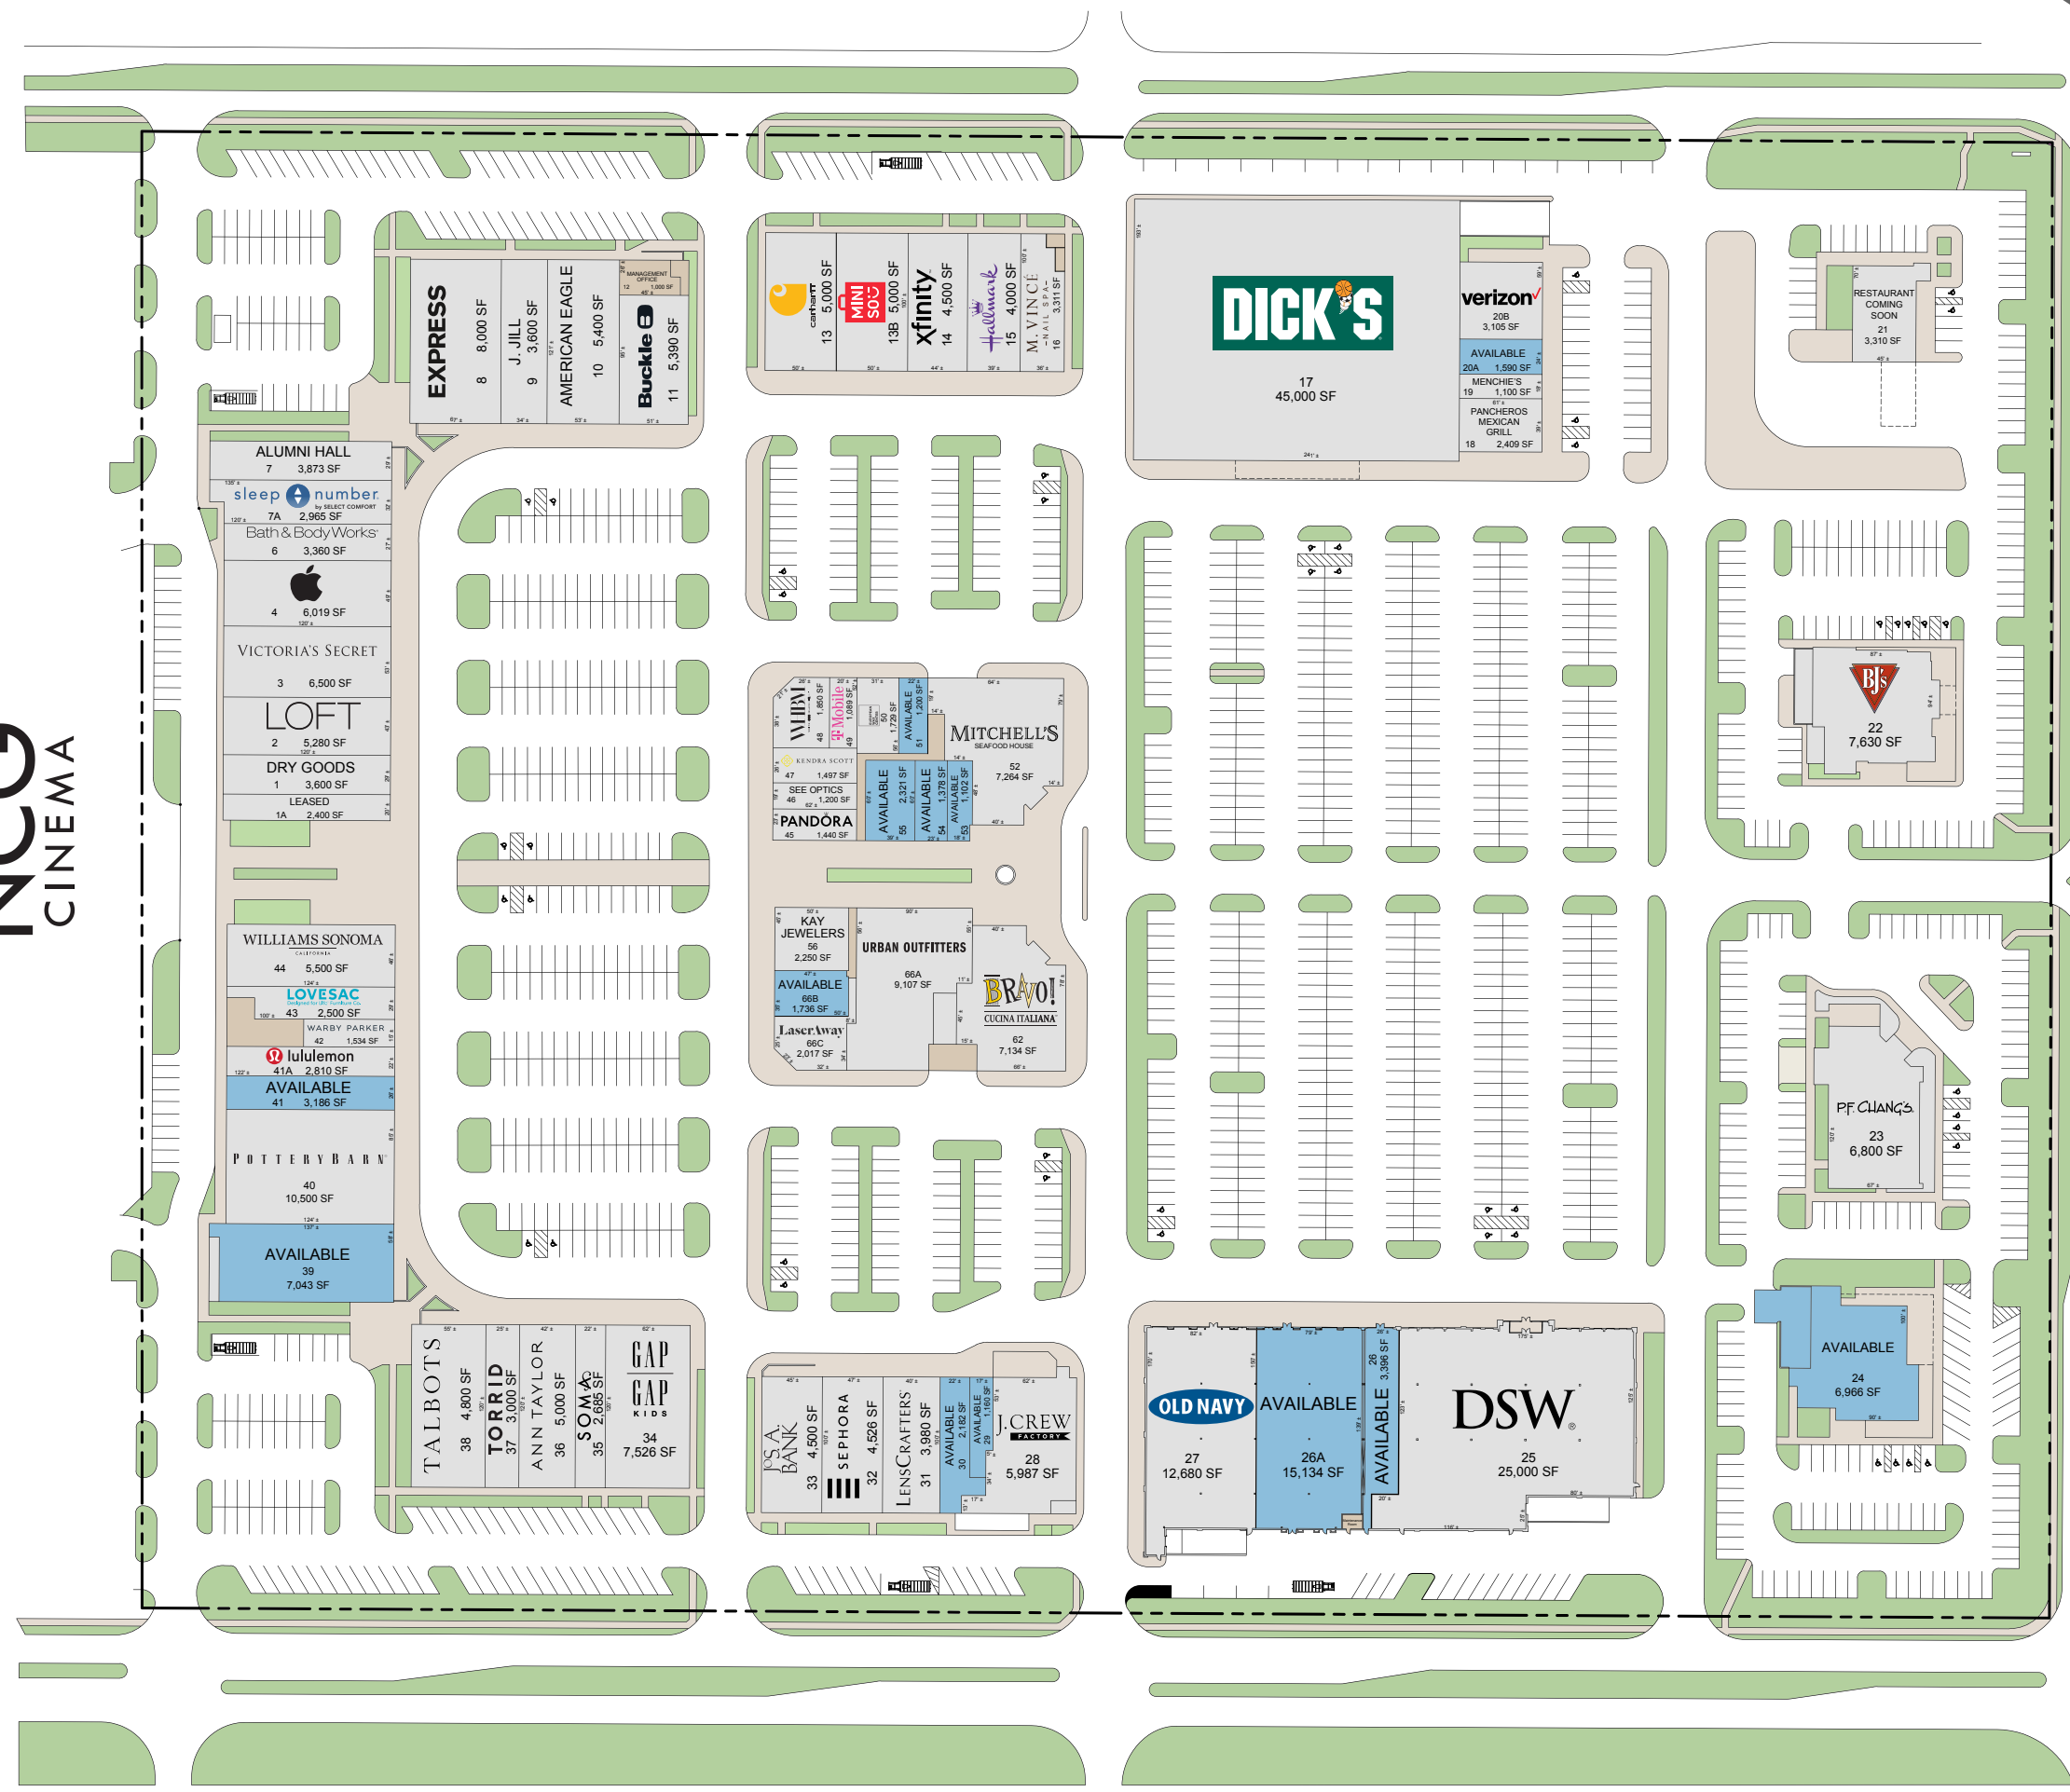 NCG
CINEMA
EXPRESS
8 8,000 SF
J. JILL
9 3,600 SF
AMERICAN EAGLE
10 5,400 SF
MANAGEMENT
OFFICE
12 1,000 SF
Buckle
11 5,390 SF
carhartt
13 5,000 SF
MINI
SO
13B 5,000 SF
xfinity
14 4,500 SF
Hallmark
15 4,000 SF
M. VINCÉ
-NAIL SPA-
16 3,311 SF
DICK'S
17
45,000 SF
verizon
20B
3,105 SF
AVAILABLE
20A 1,590 SF
MENCHIE'S
19 1,100 SF
PANCHEROS
MEXICAN
GRILL
18 2,409 SF
RESTAURANT
COMING
SOON
21
3,310 SF
ALUMNI HALL
7 3,873 SF
sleep number
by SELECT COMFORT
7A 2,965 SF
Bath & Body Works
6 3,360 SF
4 6,019 SF
VICTORIA'S SECRET
3 6,500 SF
LOFT
2 5,280 SF
DRY GOODS
1 3,600 SF
LEASED
1A 2,400 SF
WHBM
48 1,850 SF
T Mobile
49 1,089 SF
50
1,729 SF
AVAILABLE
51 1,200 SF
MITCHELL'S
SEAFOOD HOUSE
52
7,264 SF
KENDRA SCOTT
47 1,497 SF
SEE OPTICS
46 1,200 SF
PANDORA
45 1,440 SF
AVAILABLE
55 2,321 SF
AVAILABLE
54 1,378 SF
AVAILABLE
53 1,102 SF
BJ's
22
7,630 SF
WILLIAMS SONOMA
CALIFORNIA
44 5,500 SF
LOVESAC
43 2,500 SF
WARBY PARKER
42 1,534 SF
lululemon
41A 2,810 SF
AVAILABLE
41 3,186 SF
POTTERY BARN
40
10,500 SF
AVAILABLE
39
7,043 SF
KAY
JEWELERS
56
2,250 SF
AVAILABLE
66B
1,736 SF
LaserAway
66C
2,017 SF
URBAN OUTFITTERS
66A
9,107 SF
BRAVO!
CUCINA ITALIANA
62
7,134 SF
P.F. CHANG'S
23
6,800 SF
AVAILABLE
24
6,966 SF
TALBOTS
38 4,800 SF
TORRID
37 3,000 SF
ANN TAYLOR
36 5,000 SF
SOMA
35 2,685 SF
GAP
GAP
KIDS
34
7,526 SF
JOS. A.
BANK
33 4,500 SF
SEPHORA
32 4,526 SF
LENSCRAFTERS
31 3,980 SF
AVAILABLE
30 2,182 SF
AVAILABLE
29 1,160 SF
J.CREW
FACTORY
28
5,987 SF
OLD NAVY
27
12,680 SF
AVAILABLE
26A
15,134 SF
AVAILABLE
26
3,396 SF
DSW
25
25,000 SF